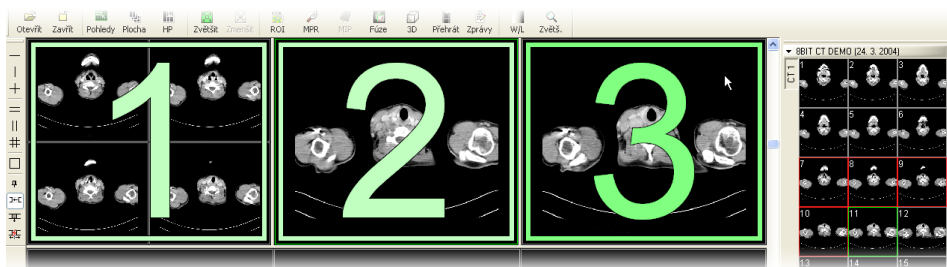 Otevřít Zavřít Pohledy Plocha HP Zvětšit Zmenšit ROI MPR MIP Fúze 3D Přehrát Zprávy W/L Zvětš.
8BIT CT DEMO (24. 3. 2004)
CT 1
1 2 3
1 2 3
4 5 6
7 8 9
10 11 12
13 14 15